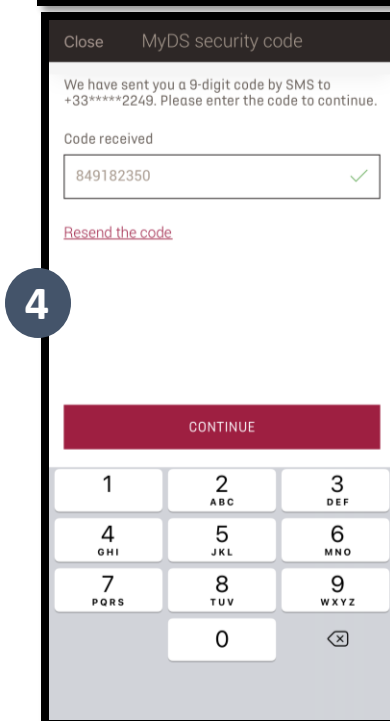 Close MyDS security code
We have sent you a 9-digit code by SMS to
+33*****2249. Please enter the code to continue.
Code received
849182350
Resend the code
4
CONTINUE
1 2 3
ABC DEF
4 5 6
GHI JKL MNO
7 8 9
PQRS TUV WXYZ
0